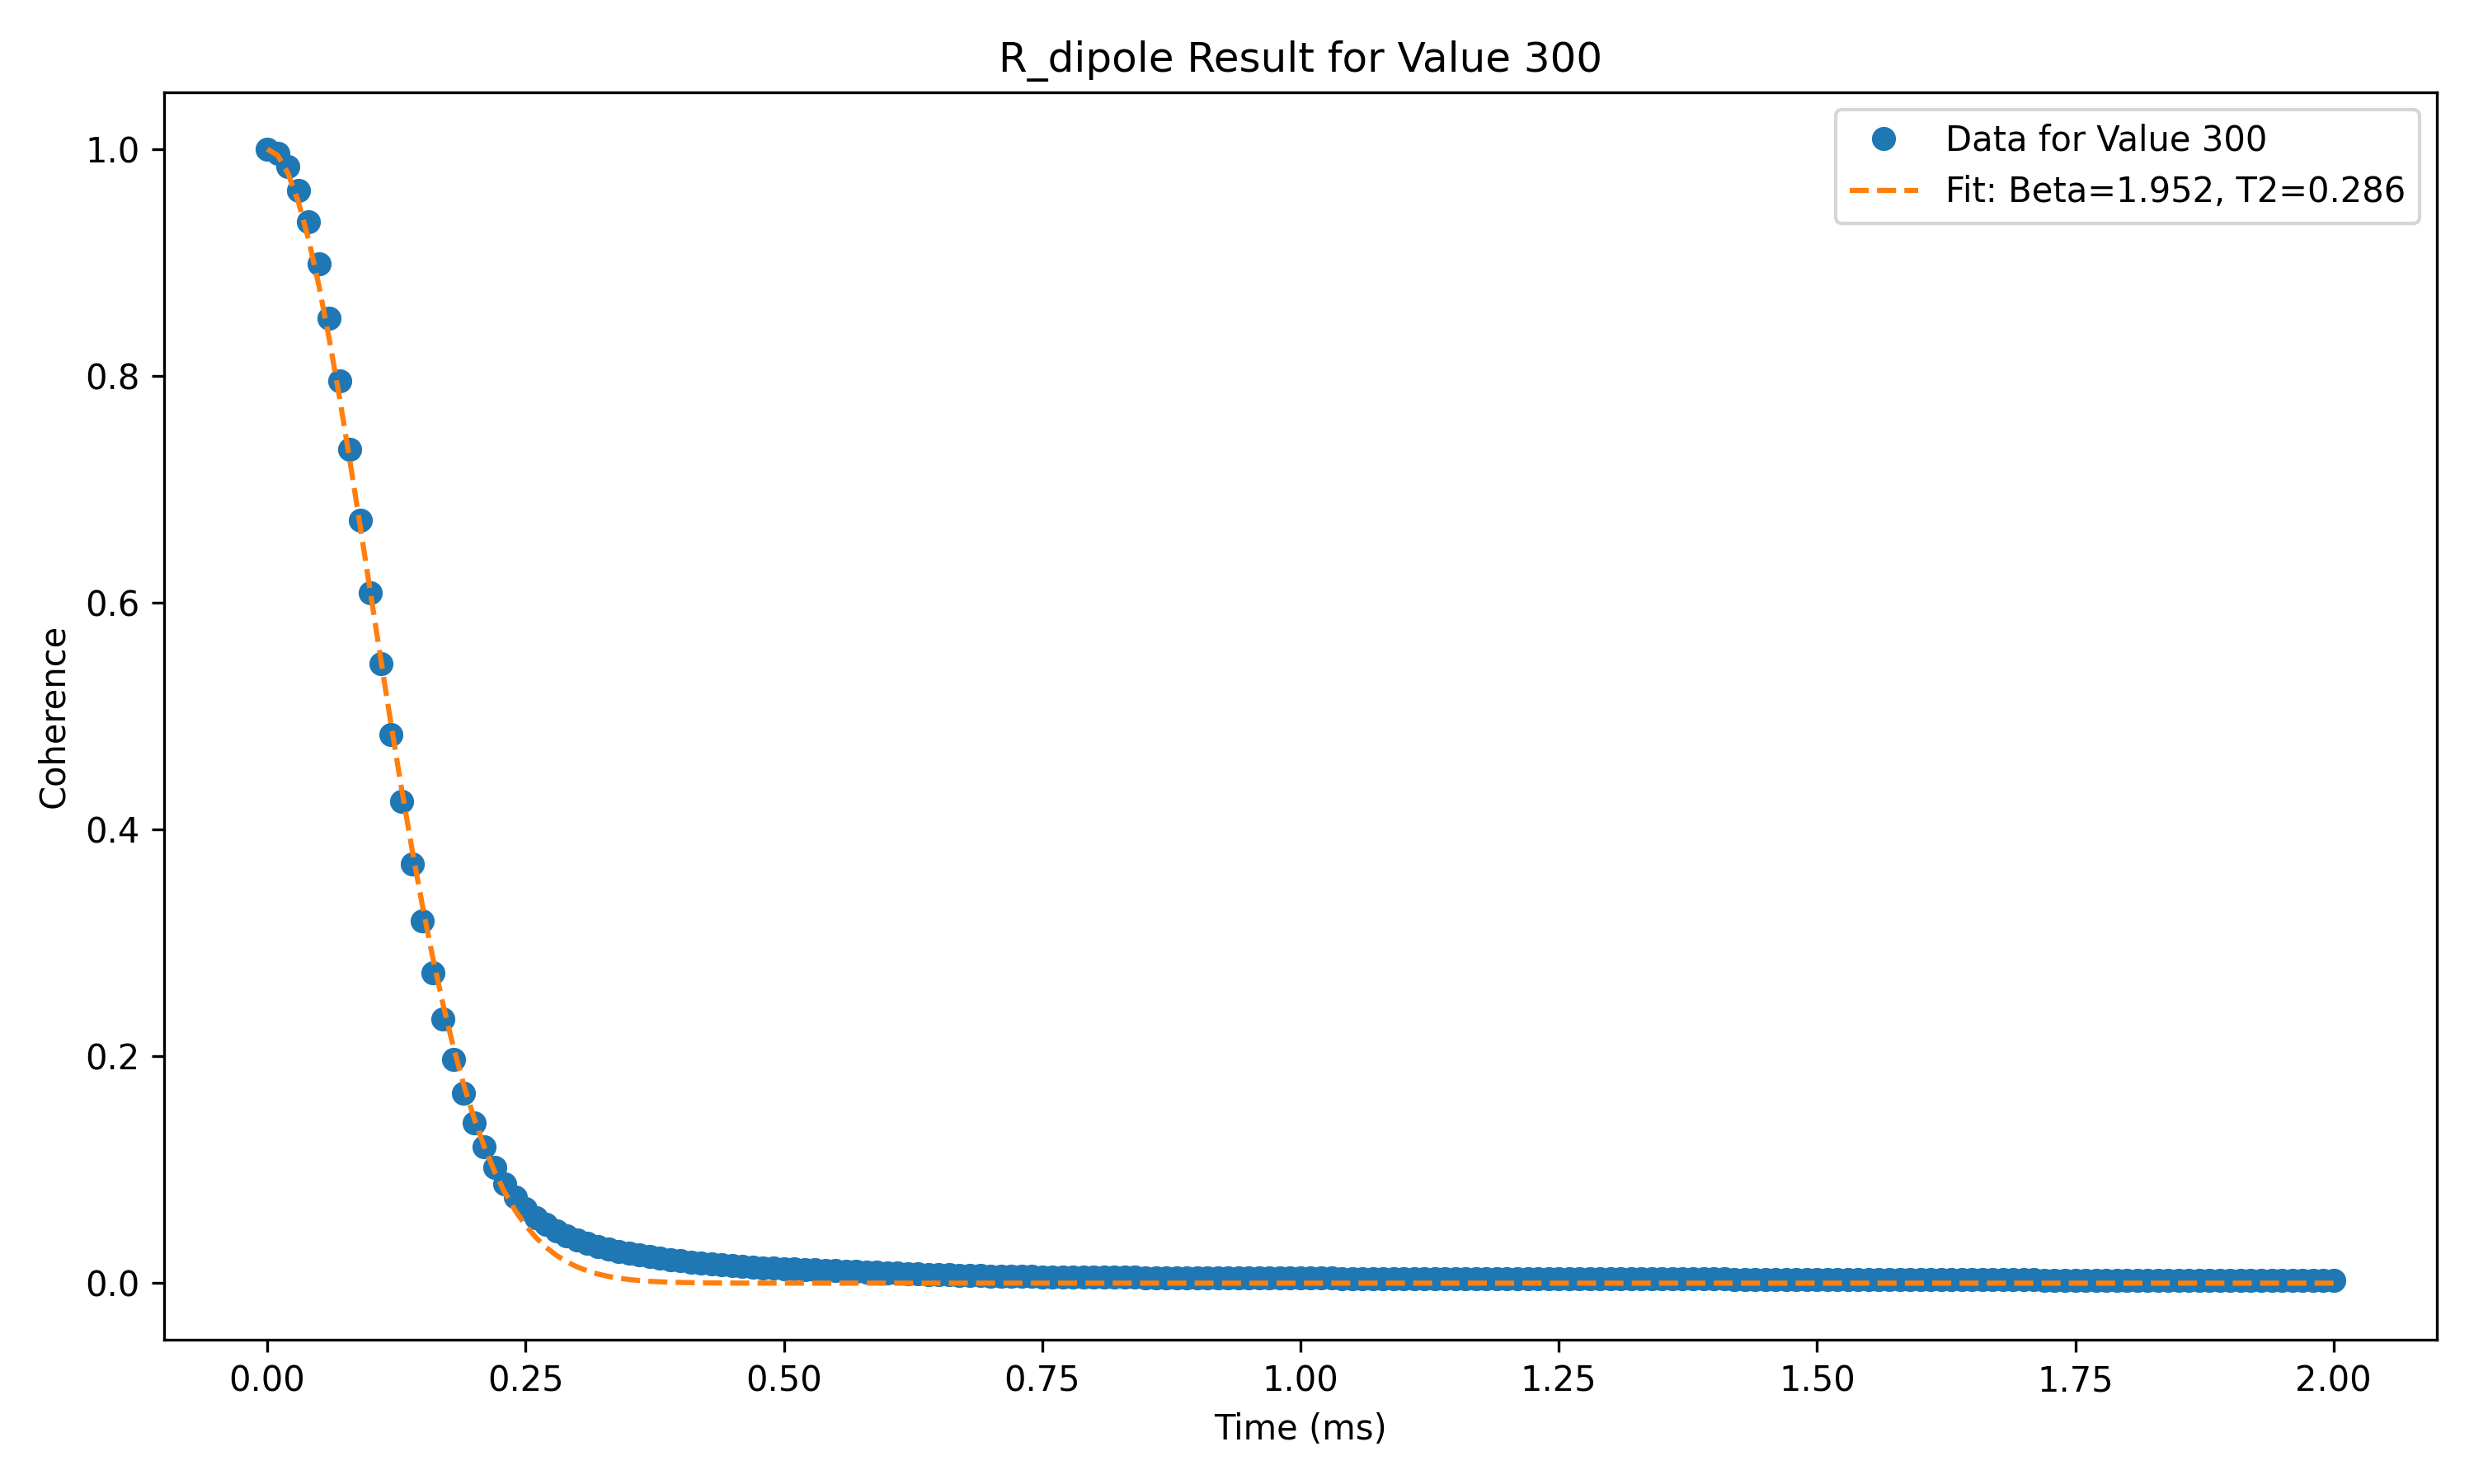 R_dipole Result for Value 300
Data for Value 300
Fit: Beta=1.952, T2=0.286
Coherence
1.0
0.8
0.6
0.4
0.2
0.0
0.00 0.25 0.50 0.75 1.00 1.25 1.50 1.75 2.00
Time (ms)